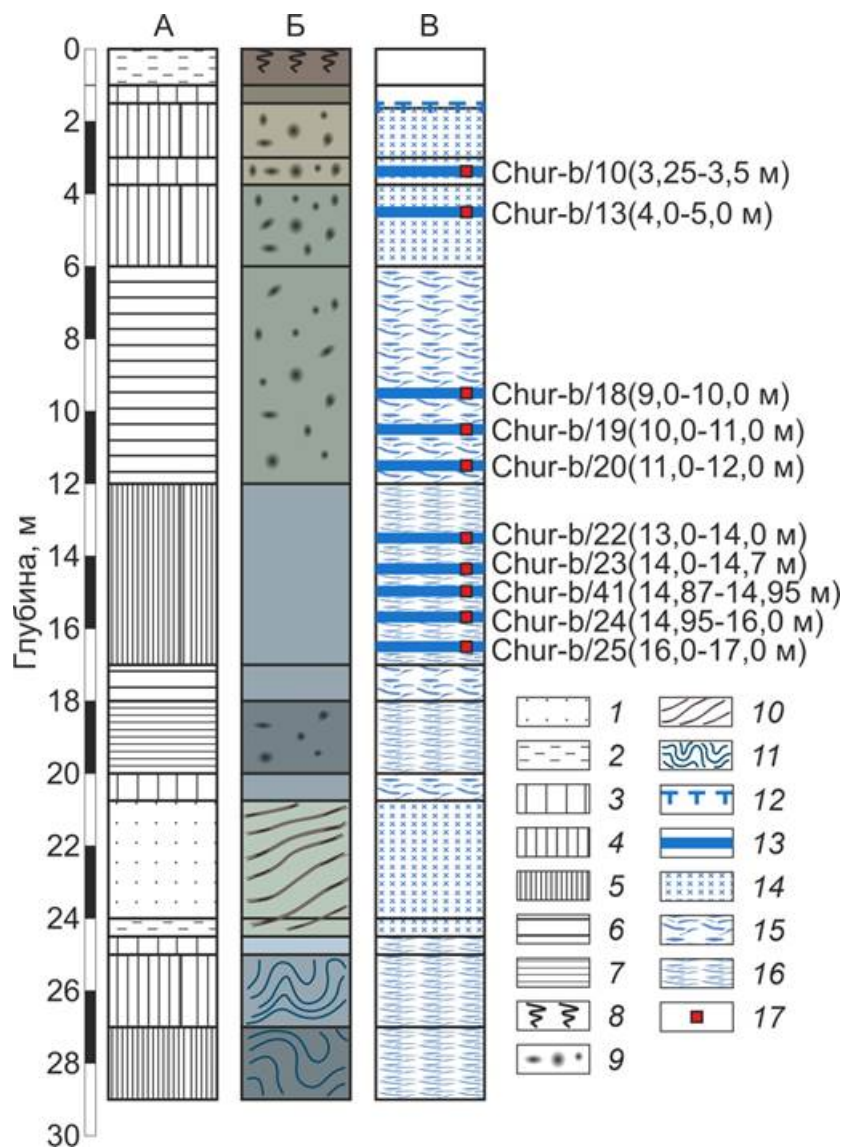 А Б В
Глубина, м
0
2
4
6
8
10
12
14
16
18
20
22
24
26
28
30
Chur-b/10(3,25-3,5 м)
Chur-b/13(4,0-5,0 м)
Chur-b/18(9,0-10,0 м)
Chur-b/19(10,0-11,0 м)
Chur-b/20(11,0-12,0 м)
Chur-b/22(13,0-14,0 м)
Chur-b/23(14,0-14,7 м)
Chur-b/41(14,87-14,95 м)
Chur-b/24(14,95-16,0 м)
Chur-b/25(16,0-17,0 м)
1
2
3
4
5
6
7
8
9
10
11
12
13
14
15
16
17